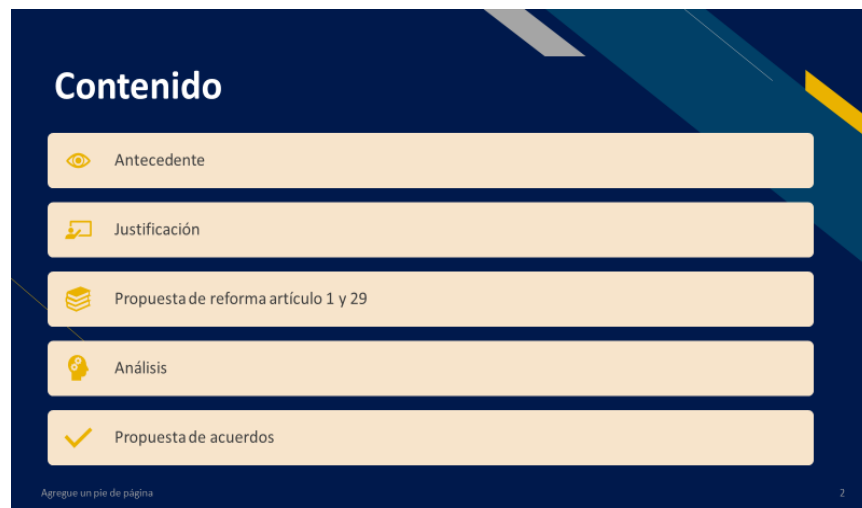 Contenido
Antecedente
Justificación
Propuesta de reforma artículo 1 y 29
Análisis
Propuesta de acuerdos
Agregue un pie de página
2